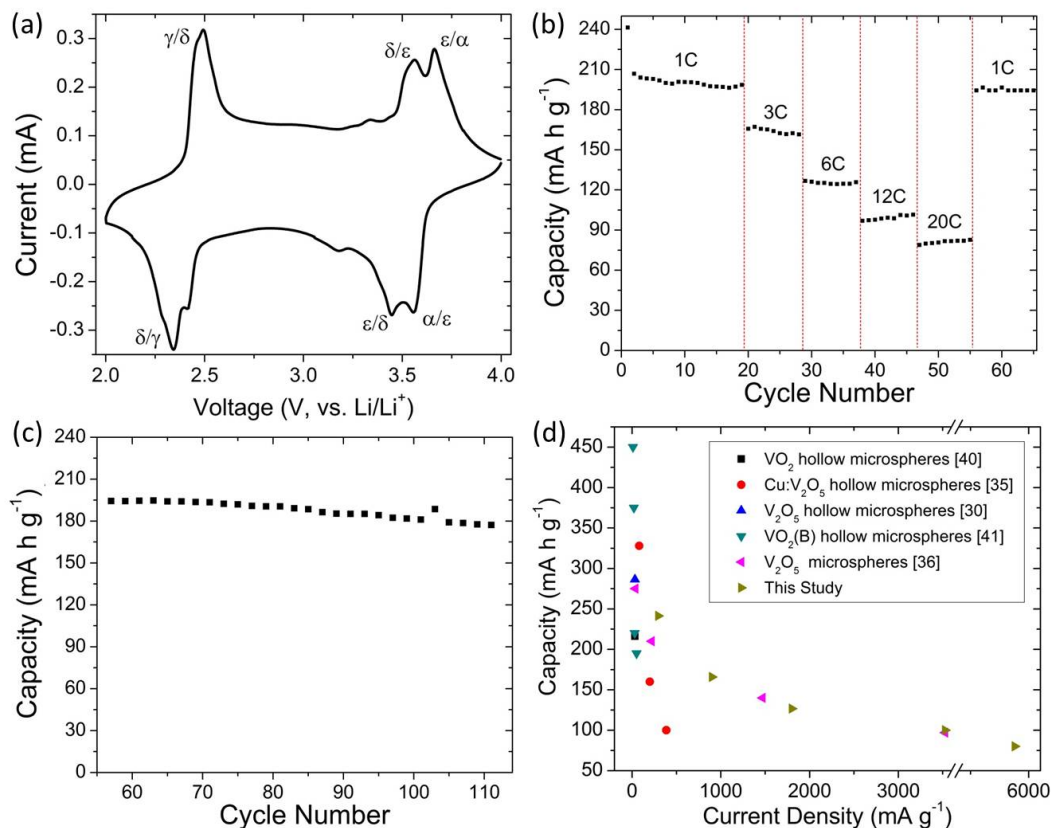 (a)
0.3
0.2
0.1
0.0
-0.1
-0.2
-0.3
Current (mA)
γ/δ
δ/ε
ε/α
δ/γ
ε/δ
α/ε
2.0 2.5 3.0 3.5 4.0
Voltage (V, vs. Li/Li⁺)
(b)
240
210
180
150
120
90
60
30
0
Capacity (mA h g⁻¹)
1C
3C
6C
12C
20C
1C
0 10 20 30 40 50 60
Cycle Number
(c)
240
210
180
150
120
90
60
30
0
Capacity (mA h g⁻¹)
60 70 80 90 100 110
Cycle Number
(d)
450
400
350
300
250
200
150
100
50
Capacity (mA h g⁻¹)
VO₂ hollow microspheres [40]
Cu:V₂O₅ hollow microspheres [35]
V₂O₅ hollow microspheres [30]
VO₂(B) hollow microspheres [41]
V₂O₅ microspheres [36]
This Study
0 1000 2000 3000 6000
Current Density (mA g⁻¹)